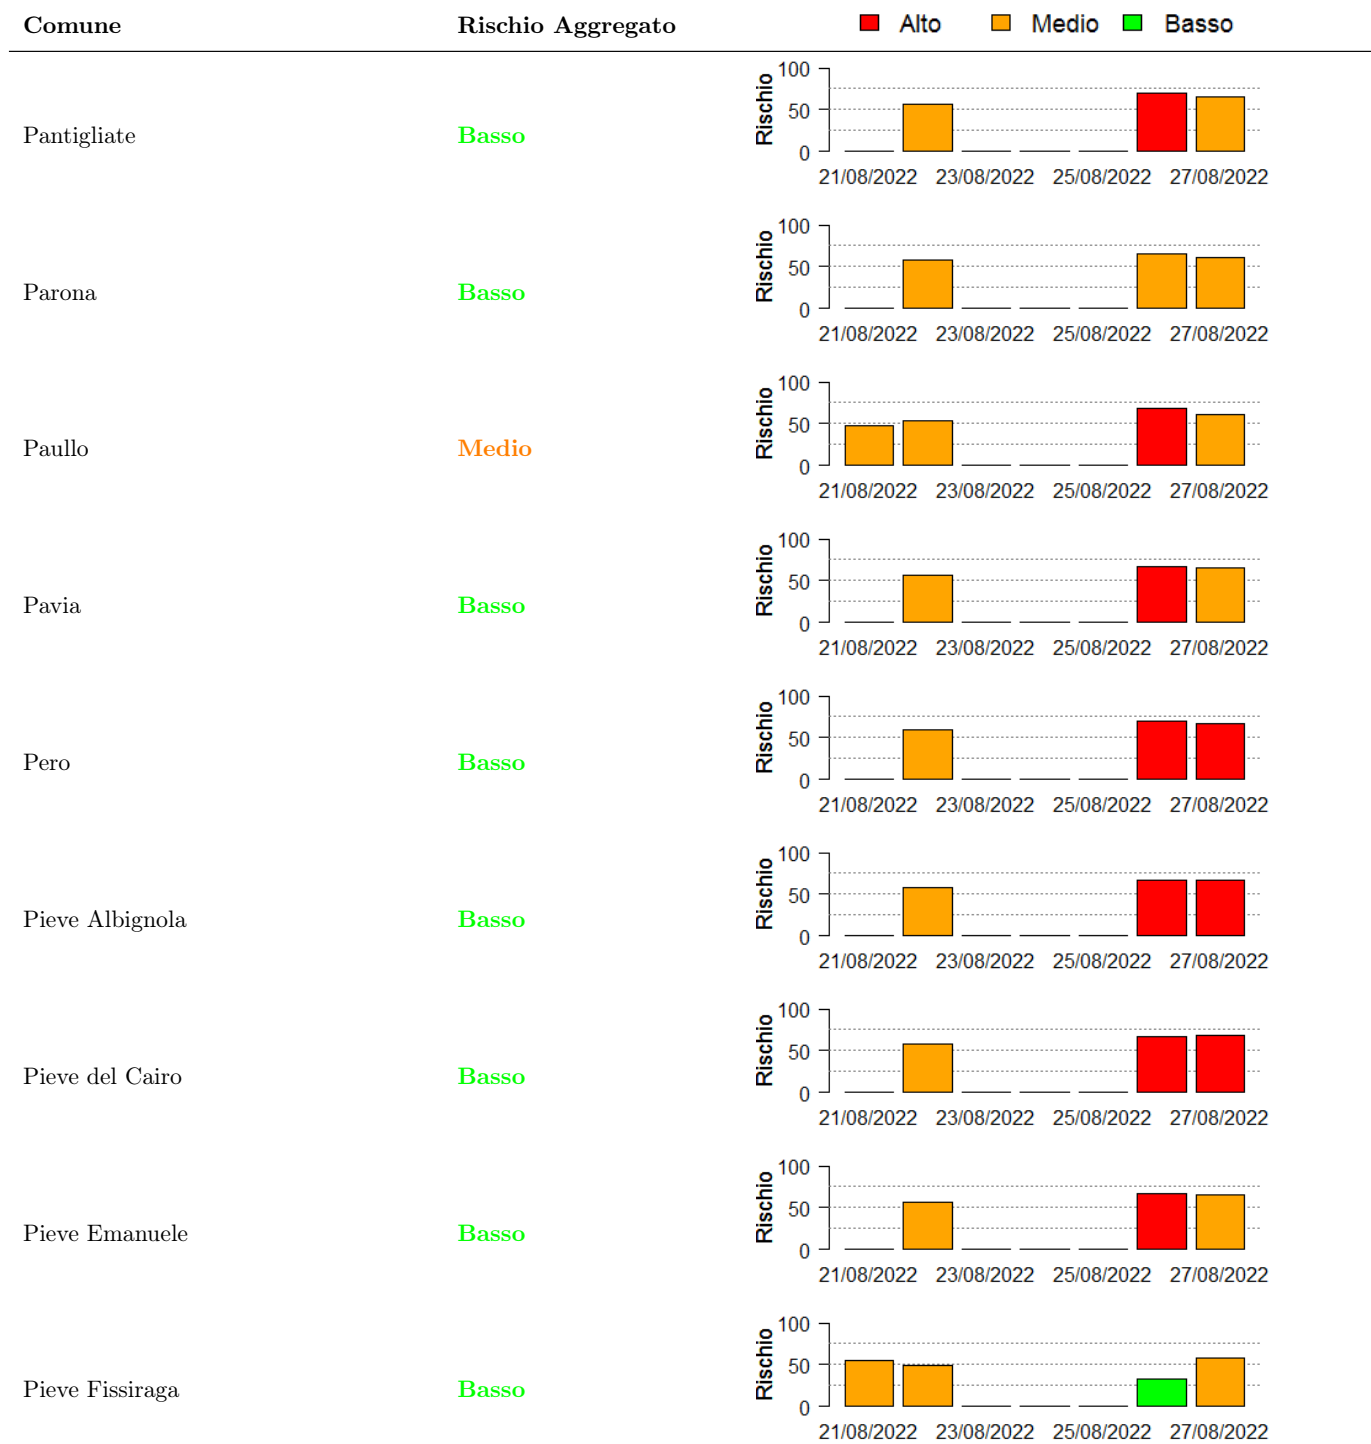 Comune Rischio Aggregato Alto Medio Basso
100
50
0
Rischio
Pantigliate Basso
21/08/2022 23/08/2022 25/08/2022 27/08/2022
100
50
0
Rischio
Parona Basso
21/08/2022 23/08/2022 25/08/2022 27/08/2022
100
50
0
Rischio
Paullo Medio
21/08/2022 23/08/2022 25/08/2022 27/08/2022
100
50
0
Rischio
Pavia Basso
21/08/2022 23/08/2022 25/08/2022 27/08/2022
100
50
0
Rischio
Pero Basso
21/08/2022 23/08/2022 25/08/2022 27/08/2022
100
50
0
Rischio
Pieve Albignola Basso
21/08/2022 23/08/2022 25/08/2022 27/08/2022
100
50
0
Rischio
Pieve del Cairo Basso
21/08/2022 23/08/2022 25/08/2022 27/08/2022
100
50
0
Rischio
Pieve Emanuele Basso
21/08/2022 23/08/2022 25/08/2022 27/08/2022
100
50
0
Rischio
Pieve Fissiraga Basso
21/08/2022 23/08/2022 25/08/2022 27/08/2022